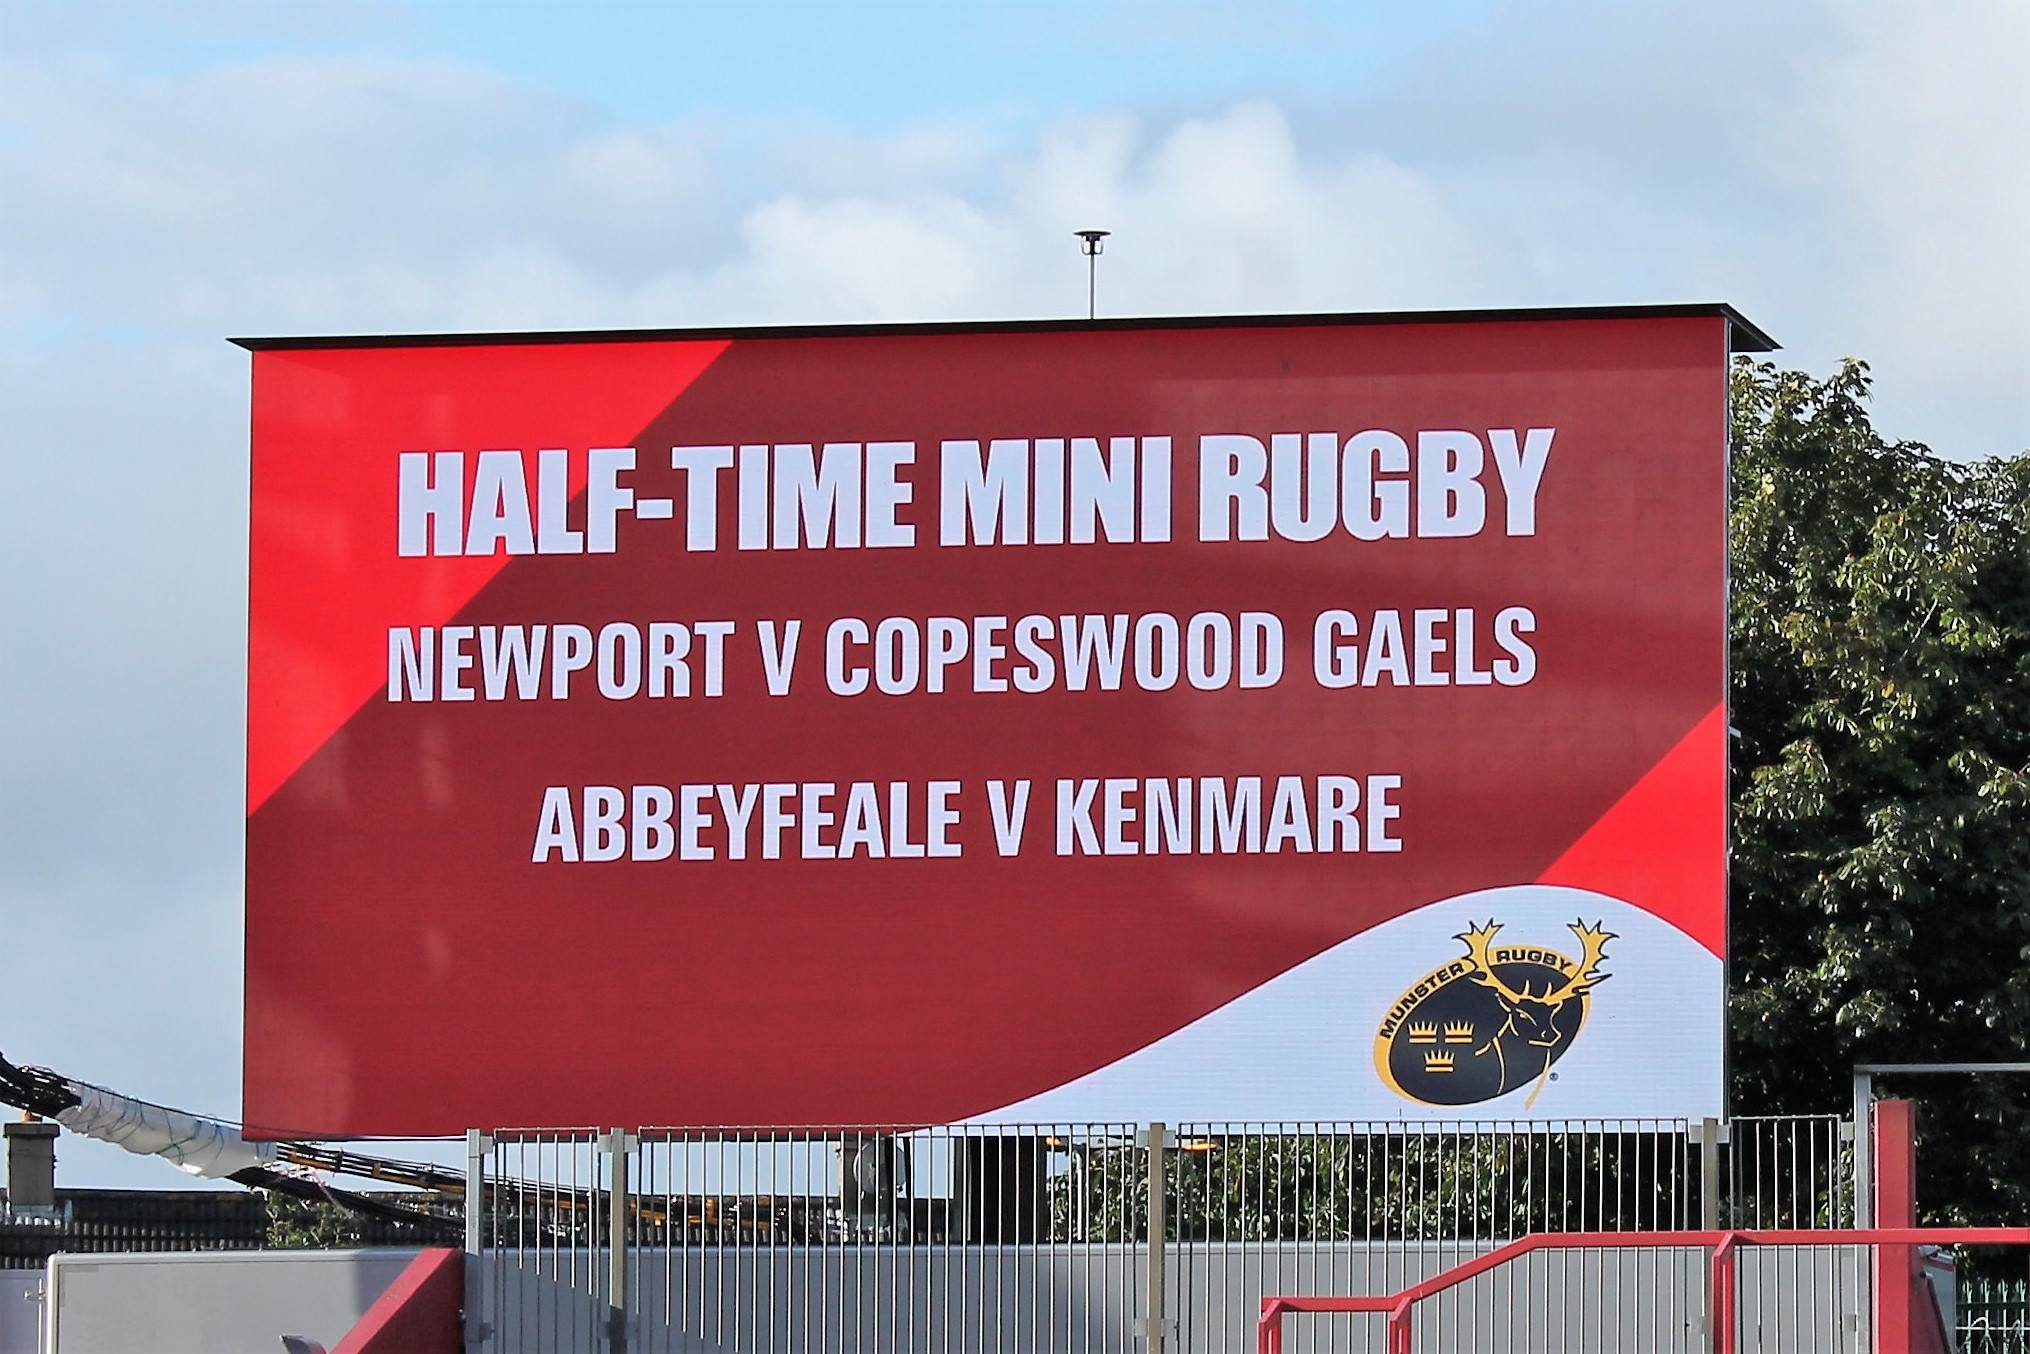 HALF-TIME MINI RUGBY
NEWPORT V COPESWOOD GAELS
ABBEYFEALE V KENMARE
MUNSTER RUGBY
®